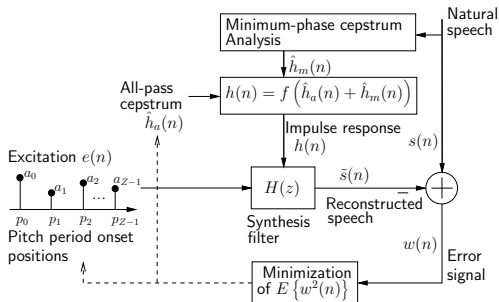 Minimum-phase cepstrum
Analysis
Natural
speech
ĥ_m(n)
All-pass
cepstrum
ĥ_a(n)
h(n) = f(ĥ_a(n) + ĥ_m(n))
Impulse response
h(n)
s(n)
Excitation e(n)
a_0 a_1 a_2 ... a_{Z-1}
p_0 p_1 p_2 p_{Z-1}
Pitch period onset
positions
H(z)
Synthesis
filter
s̃(n)
Reconstructed
speech
−
+
w(n)
Error
signal
Minimization
of E{w²(n)}